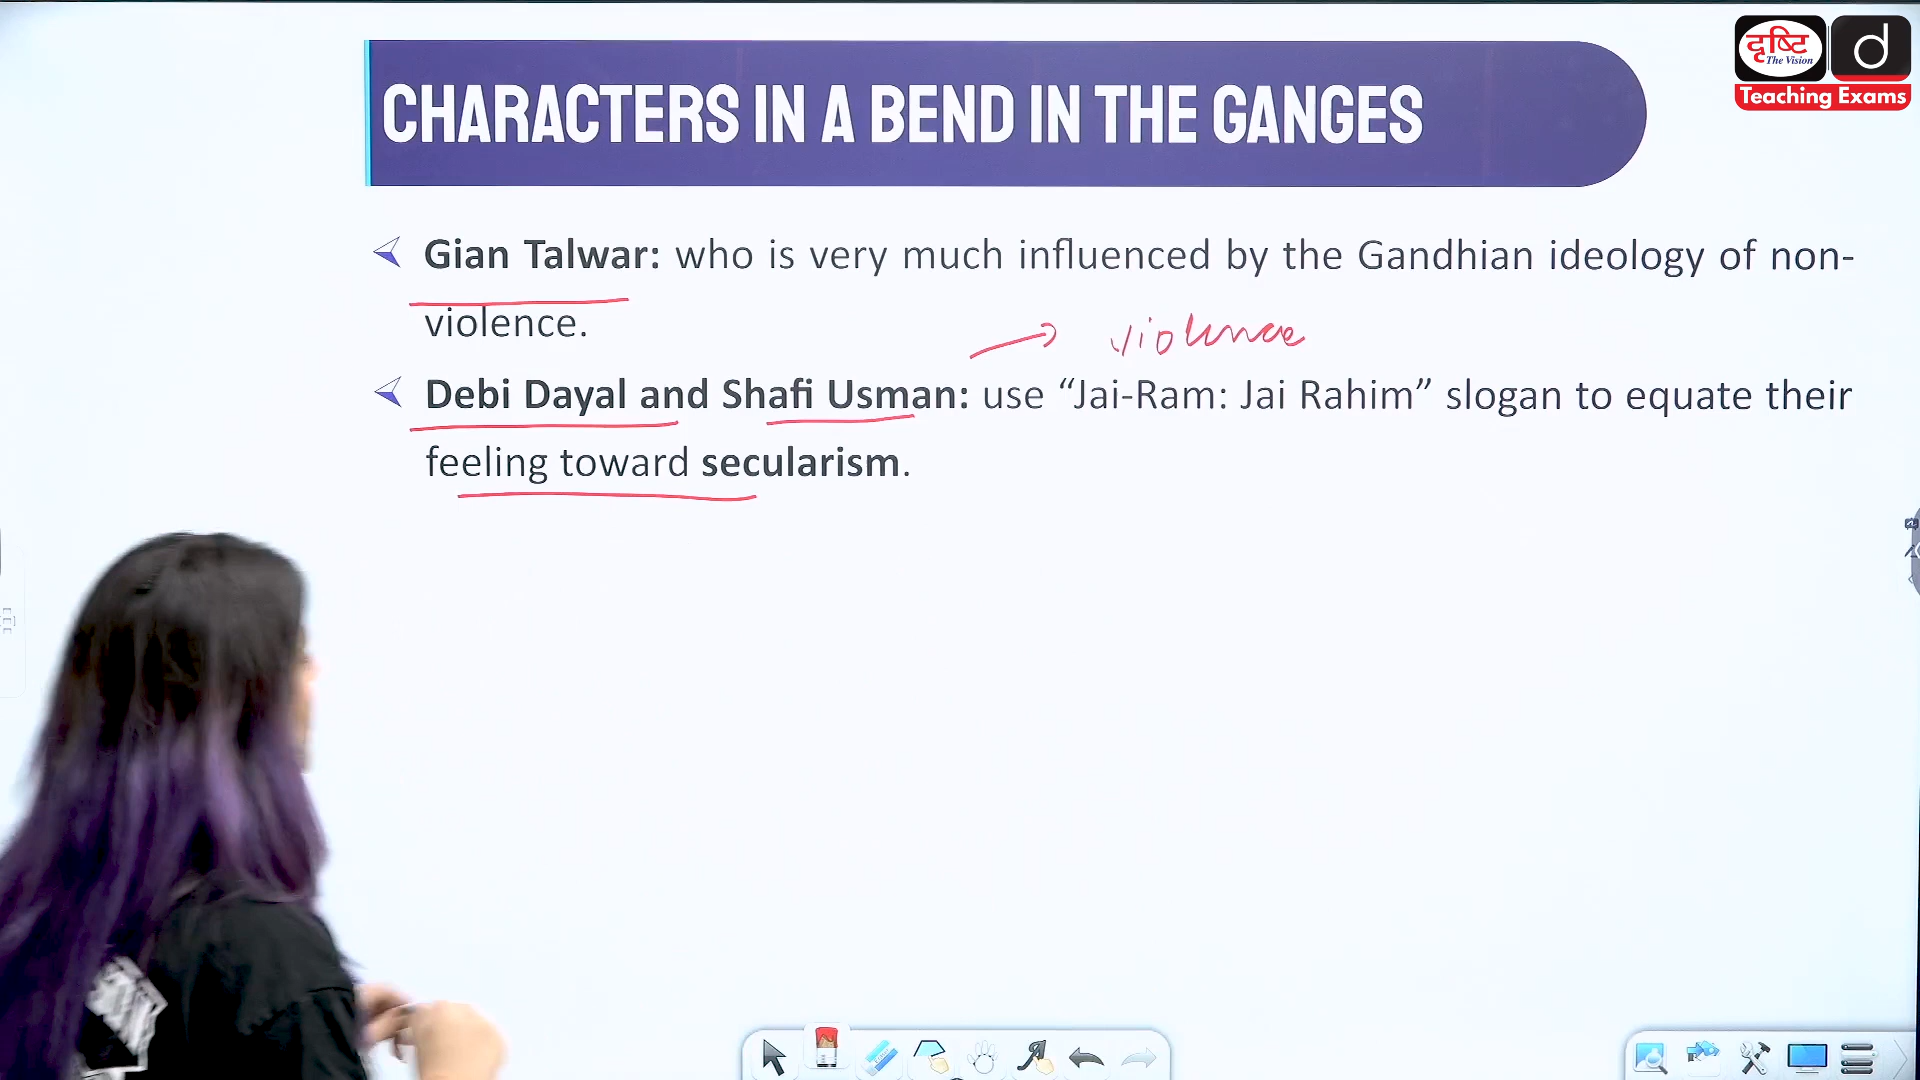 दृष्टि
The Vision
d
Teaching Exams
CHARACTERS IN A BEND IN THE GANGES
Gian Talwar: who is very much influenced by the Gandhian ideology of non-
violence.
violence
Debi Dayal and Shafi Usman: use “Jai-Ram: Jai Rahim” slogan to equate their
feeling toward secularism.